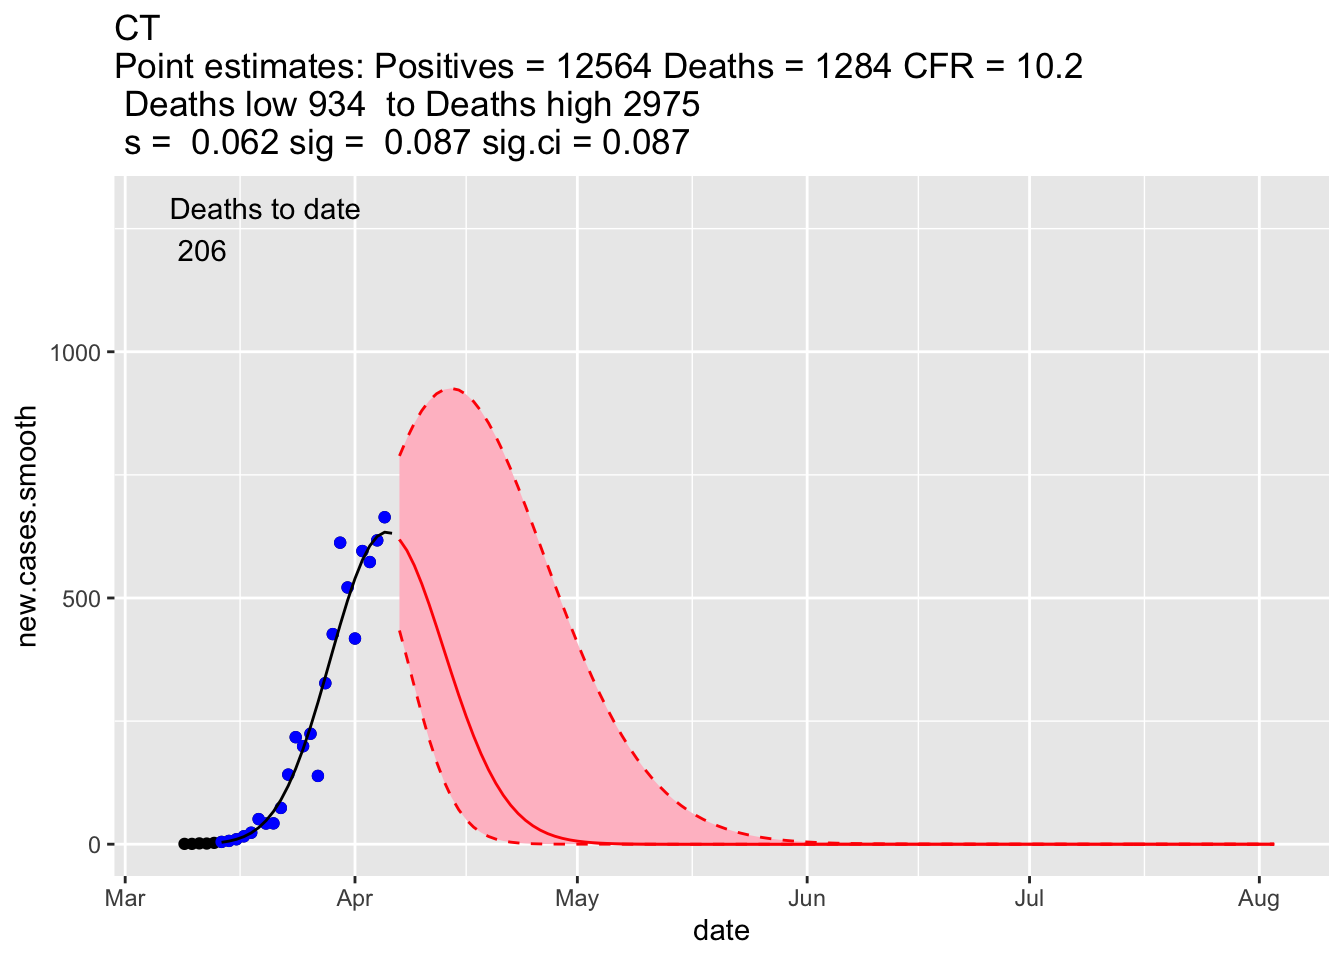 CT
Point estimates: Positives = 12564 Deaths = 1284 CFR = 10.2
Deaths low 934  to Deaths high 2975
s =  0.062 sig =  0.087 sig.ci = 0.087
Deaths to date
206
1000
500
0
new.cases.smooth
Mar Apr May Jun Jul Aug
date